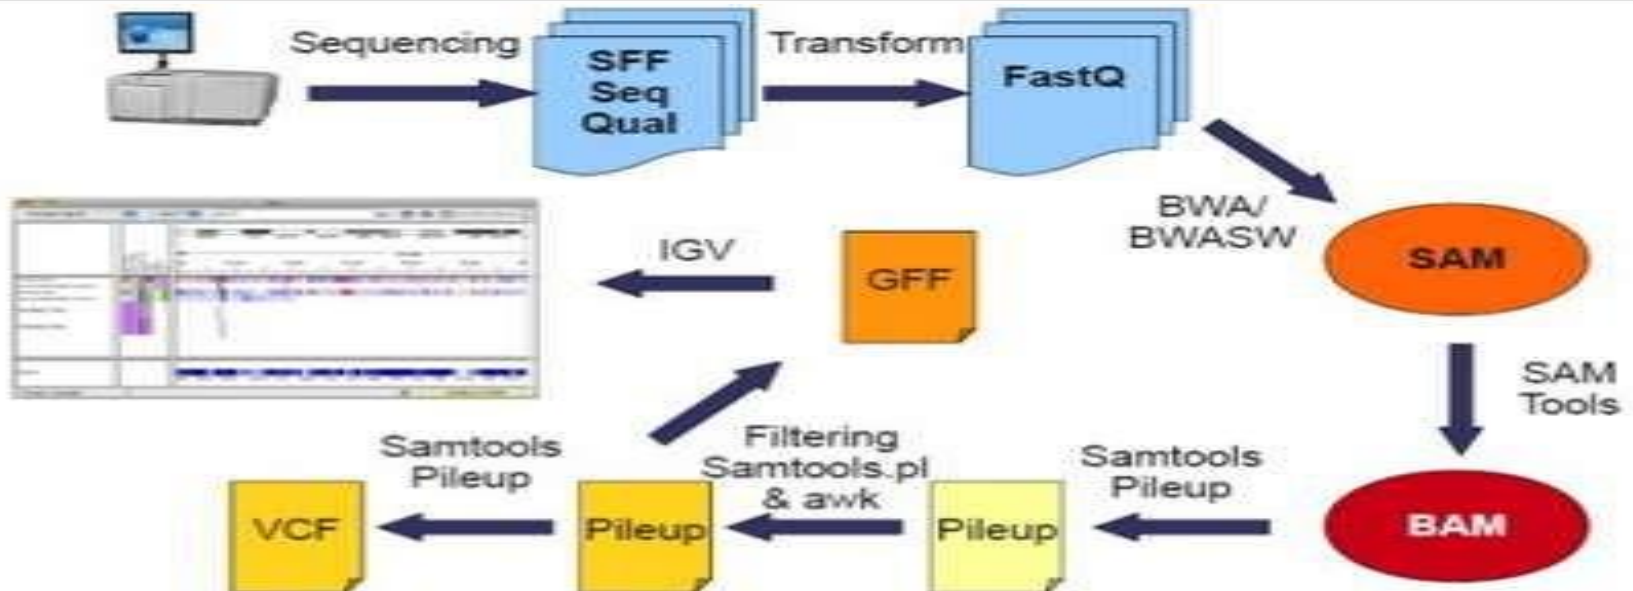 Sequencing
SFF
Seq
Qual
Transform
FastQ
BWA/
BWASW
SAM
IGV
GFF
SAM
Tools
Samtools
Pileup
Filtering
Samtools.pl
& awk
Samtools
Pileup
VCF
Pileup
Pileup
BAM